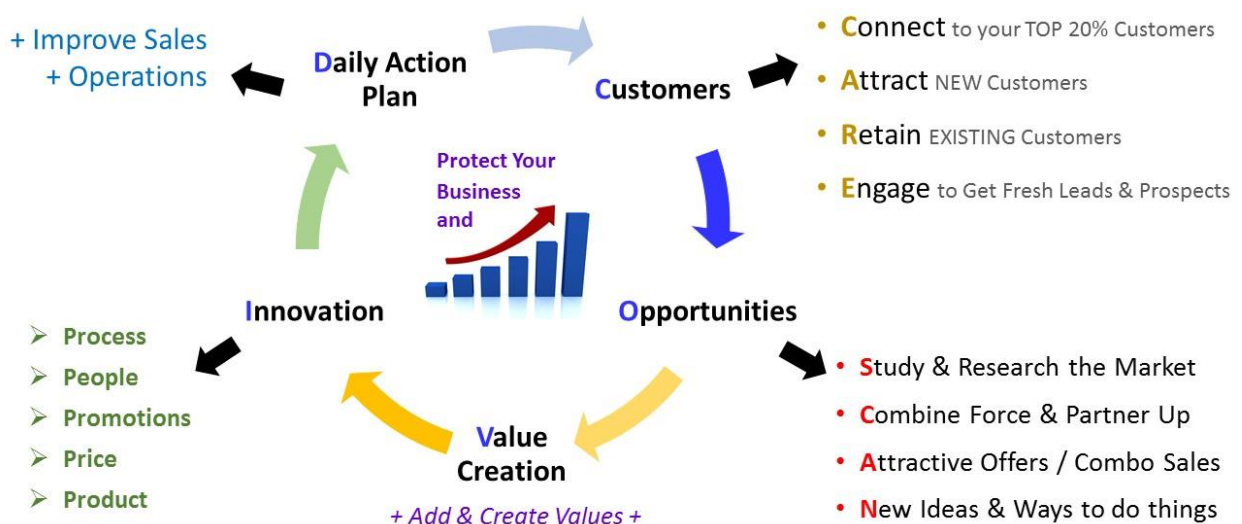 + Improve Sales
+ Operations
Daily Action
Plan
Customers
• Connect to your TOP 20% Customers
• Attract NEW Customers
• Retain EXISTING Customers
• Engage to Get Fresh Leads & Prospects
Protect Your
Business
and
Innovation
Opportunities
➢ Process
➢ People
➢ Promotions
➢ Price
➢ Product
Value
Creation
+ Add & Create Values +
• Study & Research the Market
• Combine Force & Partner Up
• Attractive Offers / Combo Sales
• New Ideas & Ways to do things